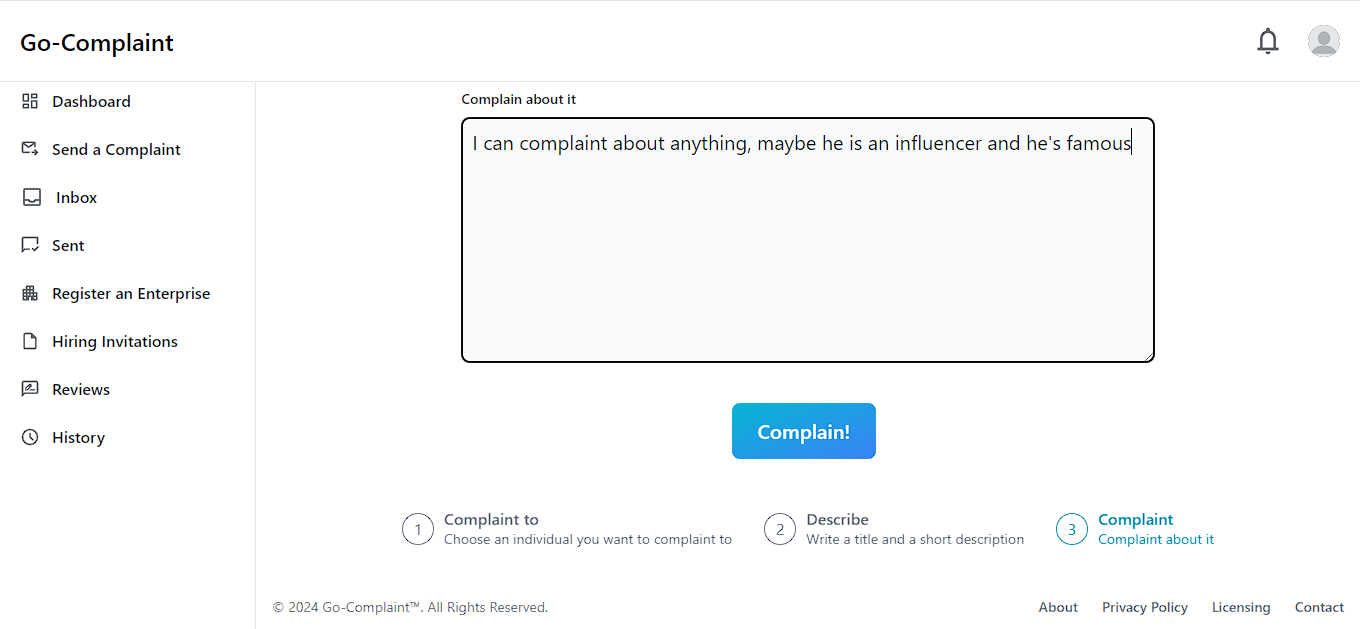 Go-Complaint
Dashboard
Send a Complaint
Inbox
Sent
Register an Enterprise
Hiring Invitations
Reviews
History
Complain about it
I can complaint about anything, maybe he is an influencer and he's famous
Complain!
1
Complaint to
Choose an individual you want to complaint to
2
Describe
Write a title and a short description
3
Complaint
Complaint about it
© 2024 Go-Complaint™. All Rights Reserved.
About Privacy Policy Licensing Contact